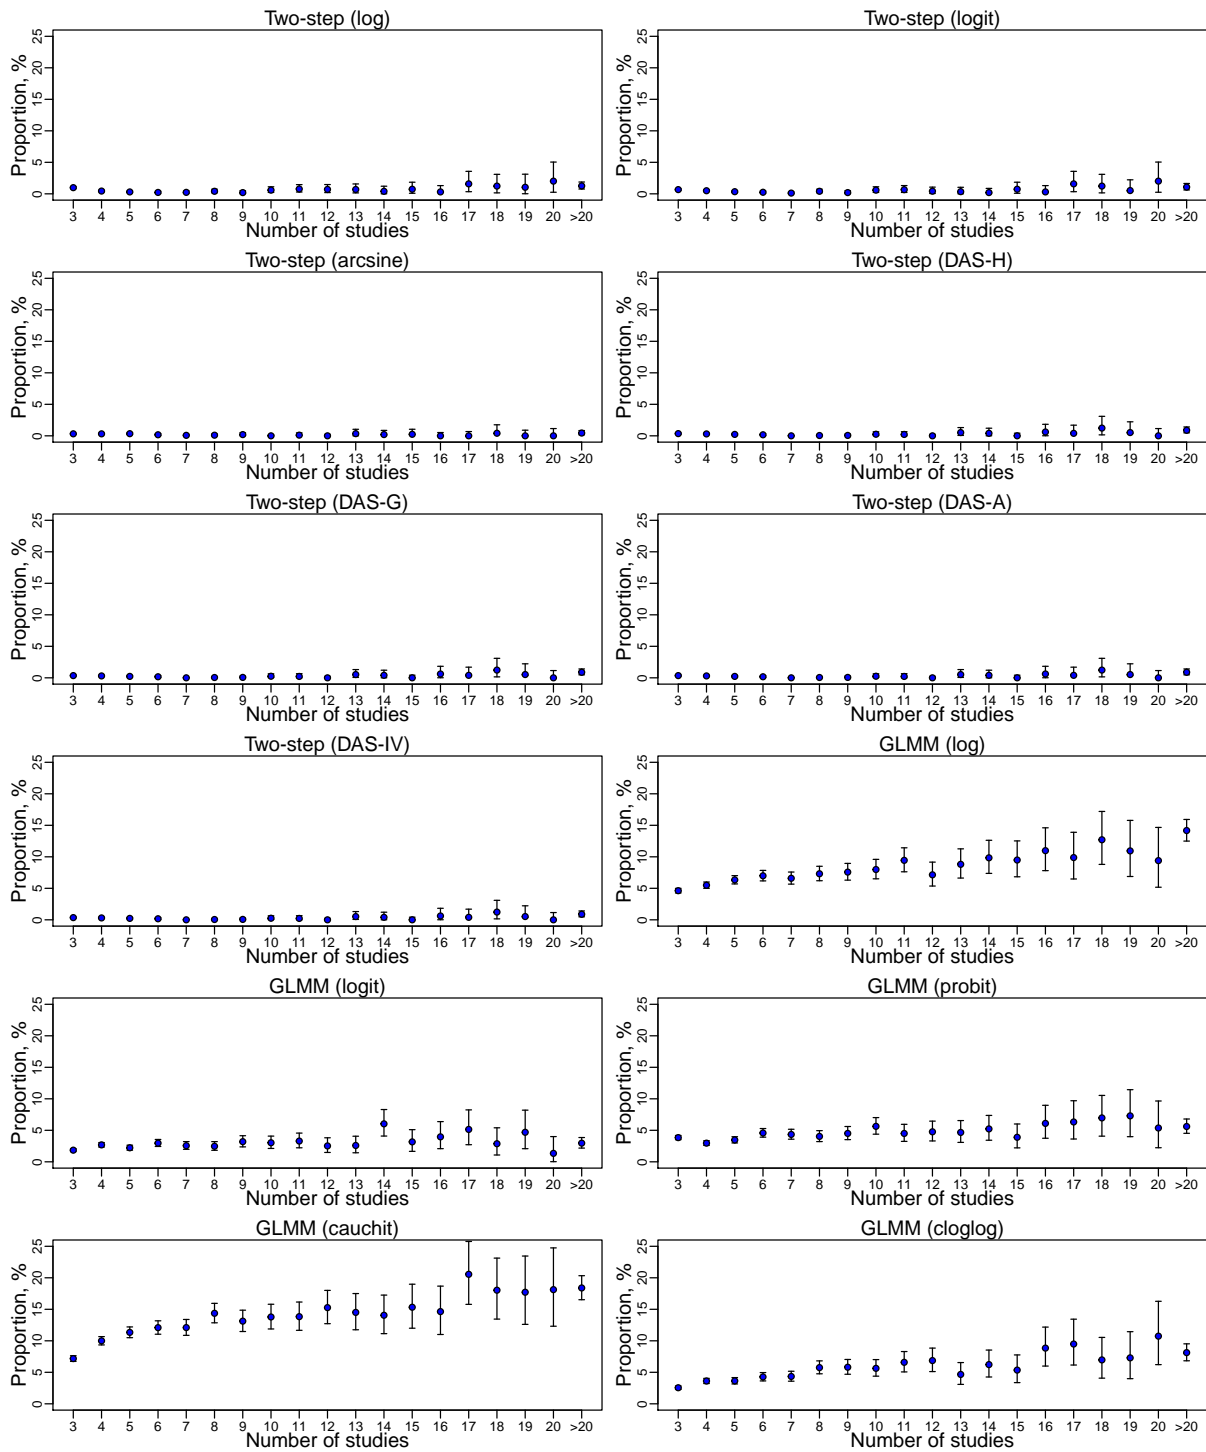 Two-step (log)
Proportion, %
0 5 10 15 20 25
3 4 5 6 7 8 9 10 11 12 13 14 15 16 17 18 19 20 >20
Number of studies
Two-step (logit)
Proportion, %
0 5 10 15 20 25
3 4 5 6 7 8 9 10 11 12 13 14 15 16 17 18 19 20 >20
Number of studies
Two-step (arcsine)
Proportion, %
0 5 10 15 20 25
3 4 5 6 7 8 9 10 11 12 13 14 15 16 17 18 19 20 >20
Number of studies
Two-step (DAS-H)
Proportion, %
0 5 10 15 20 25
3 4 5 6 7 8 9 10 11 12 13 14 15 16 17 18 19 20 >20
Number of studies
Two-step (DAS-G)
Proportion, %
0 5 10 15 20 25
3 4 5 6 7 8 9 10 11 12 13 14 15 16 17 18 19 20 >20
Number of studies
Two-step (DAS-A)
Proportion, %
0 5 10 15 20 25
3 4 5 6 7 8 9 10 11 12 13 14 15 16 17 18 19 20 >20
Number of studies
Two-step (DAS-IV)
Proportion, %
0 5 10 15 20 25
3 4 5 6 7 8 9 10 11 12 13 14 15 16 17 18 19 20 >20
Number of studies
GLMM (log)
Proportion, %
0 5 10 15 20 25
3 4 5 6 7 8 9 10 11 12 13 14 15 16 17 18 19 20 >20
Number of studies
GLMM (logit)
Proportion, %
0 5 10 15 20 25
3 4 5 6 7 8 9 10 11 12 13 14 15 16 17 18 19 20 >20
Number of studies
GLMM (probit)
Proportion, %
0 5 10 15 20 25
3 4 5 6 7 8 9 10 11 12 13 14 15 16 17 18 19 20 >20
Number of studies
GLMM (cauchit)
Proportion, %
0 5 10 15 20 25
3 4 5 6 7 8 9 10 11 12 13 14 15 16 17 18 19 20 >20
Number of studies
GLMM (cloglog)
Proportion, %
0 5 10 15 20 25
3 4 5 6 7 8 9 10 11 12 13 14 15 16 17 18 19 20 >20
Number of studies